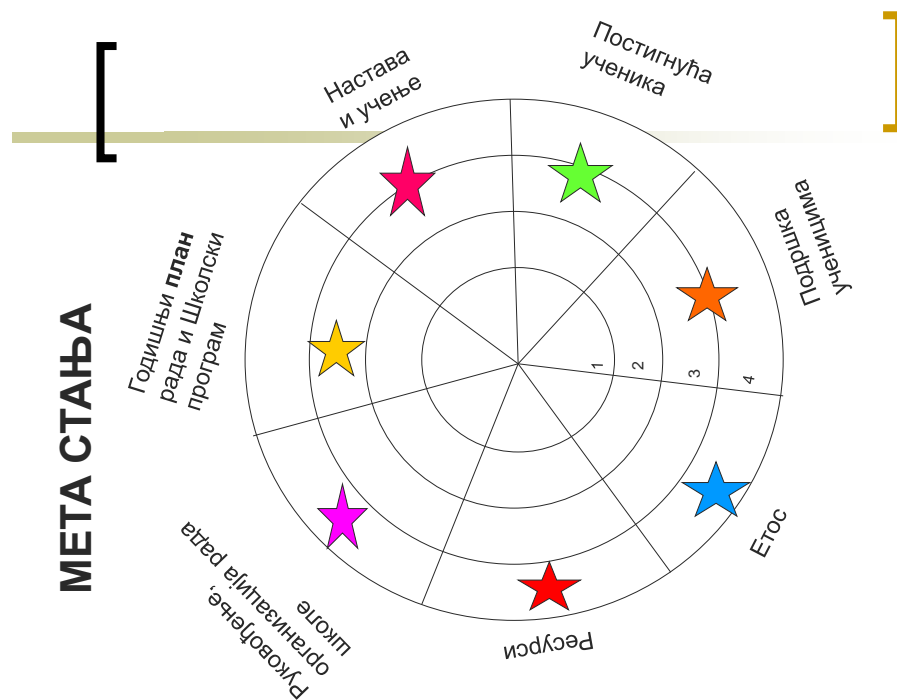 МЕТА СТАЊА
Настава
и учење
Постигнућа
ученика
Подршка
ученицима
Етос
Ресурси
Руковођење,
организација рада
школе
Годишњи план
рада и Школски
програм
1
2
3
4